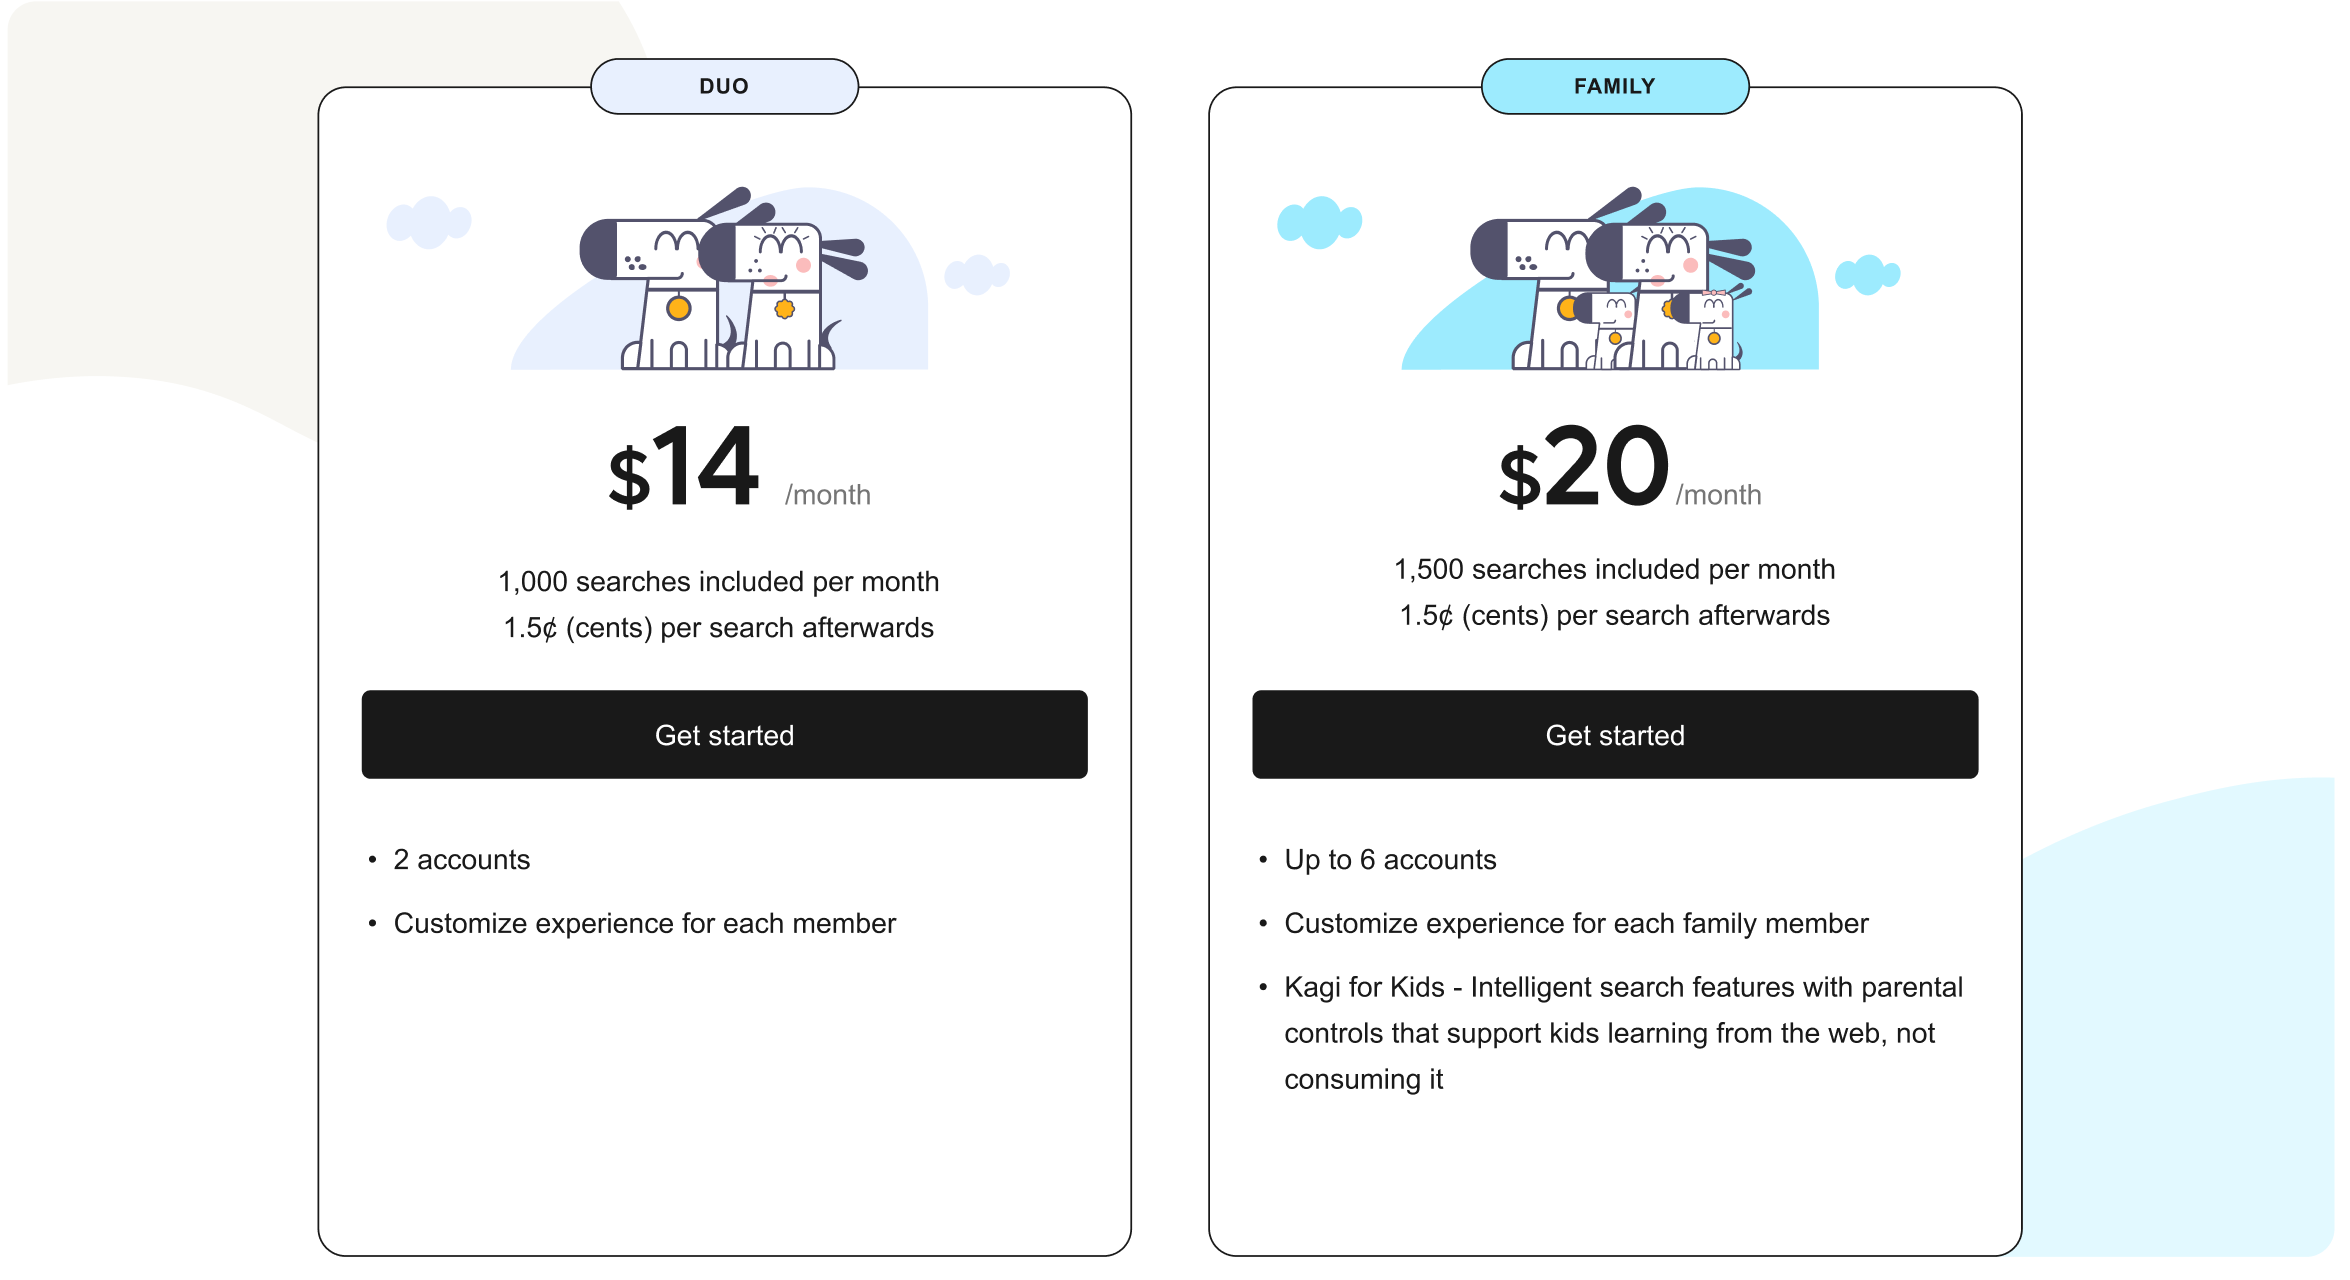 DUO
$14 /month
1,000 searches included per month
1.5¢ (cents) per search afterwards
Get started
• 2 accounts
• Customize experience for each member
FAMILY
$20 /month
1,500 searches included per month
1.5¢ (cents) per search afterwards
Get started
• Up to 6 accounts
• Customize experience for each family member
• Kagi for Kids - Intelligent search features with parental
controls that support kids learning from the web, not
consuming it